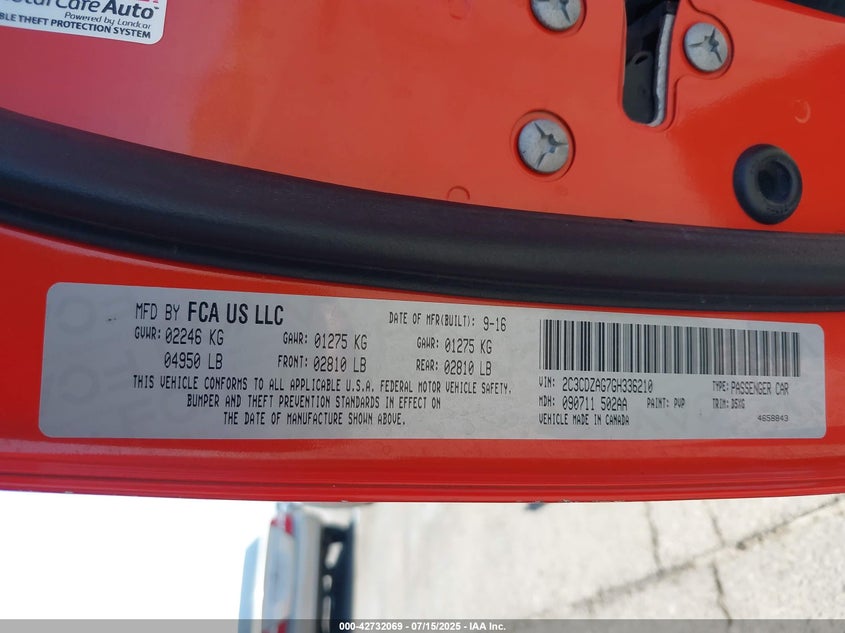 Auto
Powered by Landcar
THEFT PROTECTION SYSTEM
MFD BY FCA US LLC
DATE OF MFR(BUILT): 9-16
GVWR: 02246 KG
GAWR: 01275 KG
GAWR: 01275 KG
04950 LB
FRONT: 02810 LB
REAR: 02810 LB
THIS VEHICLE CONFORMS TO ALL APPLICABLE U.S.A. FEDERAL MOTOR VEHICLE SAFETY,
BUMPER AND THEFT PREVENTION STANDARDS IN EFFECT ON
THE DATE OF MANUFACTURE SHOWN ABOVE.
VIN: 2C3CDZAG7GH336210
TYPE: PASSENGER CAR
MDH: 090711 502AA
PAINT: PVP
TRIM: D5XG
VEHICLE MADE IN CANADA
4658843
000-42732069 - 07/15/2025 - IAA Inc.